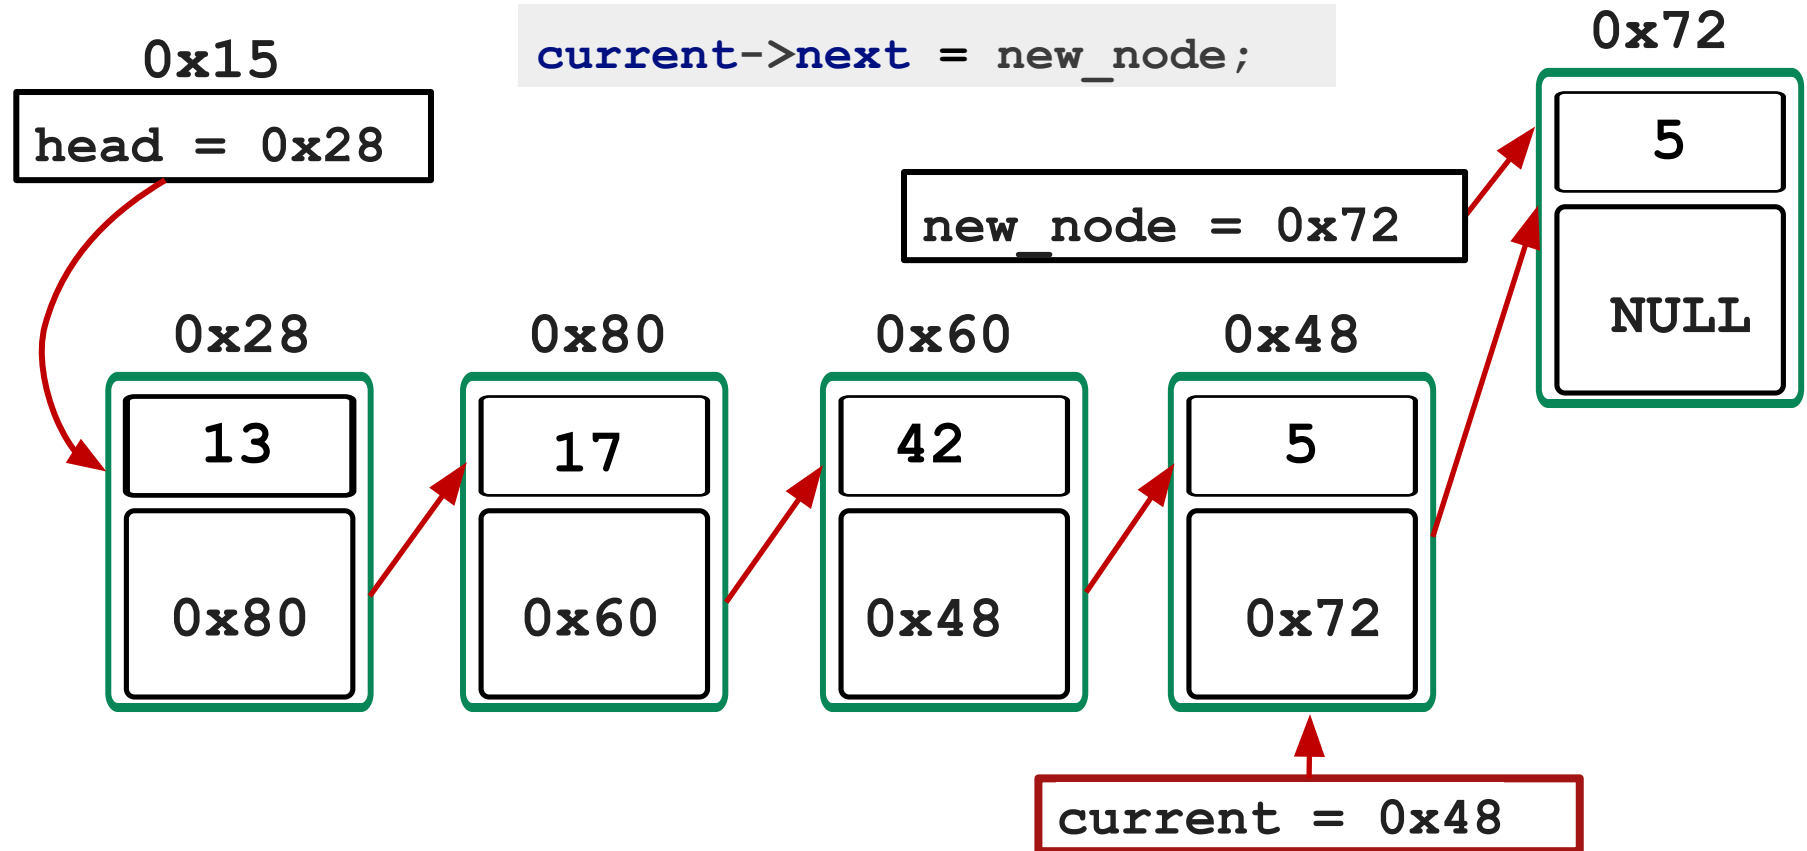 current->next = new_node;
0x15
head = 0x28
0x72
5
NULL
new_node = 0x72
0x28
13
0x80
0x80
17
0x60
0x60
42
0x48
0x48
5
0x72
current = 0x48